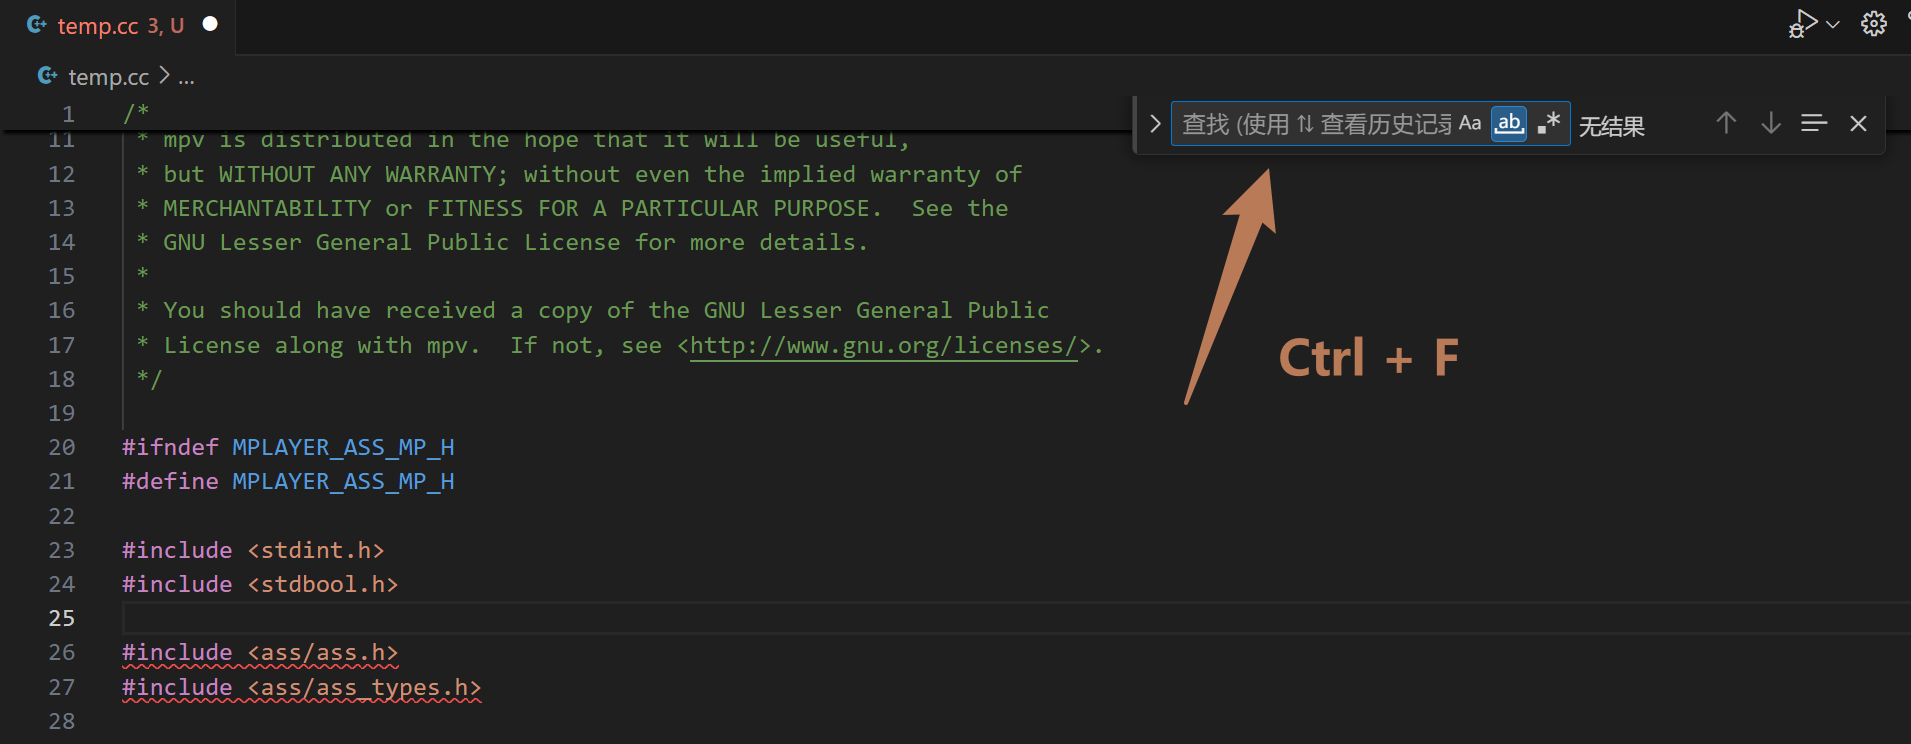 temp.cc 3, U
temp.cc > ...
查找 (使用 ⇅ 查看历史记录 Aa ab .* 无结果
1 /*
11 * mpv is distributed in the hope that it will be useful,
12 * but WITHOUT ANY WARRANTY; without even the implied warranty of
13 * MERCHANTABILITY or FITNESS FOR A PARTICULAR PURPOSE.  See the
14 * GNU Lesser General Public License for more details.
15 *
16 * You should have received a copy of the GNU Lesser General Public
17 * License along with mpv.  If not, see <http://www.gnu.org/licenses/>.
18 */
Ctrl + F
19
20 #ifndef MPLAYER_ASS_MP_H
21 #define MPLAYER_ASS_MP_H
22
23 #include <stdint.h>
24 #include <stdbool.h>
25
26 #include <ass/ass.h>
27 #include <ass/ass_types.h>
28